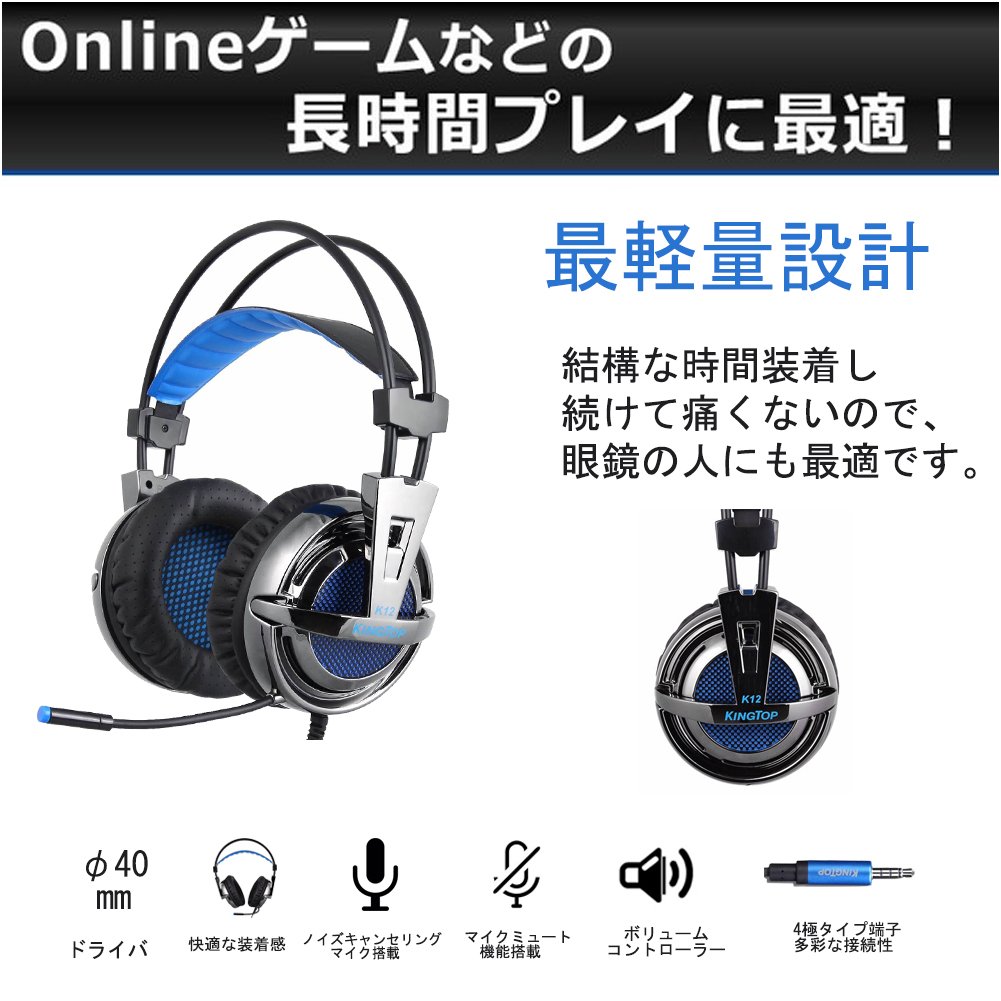 Onlineゲームなどの
長時間プレイに最適！
最軽量設計
結構な時間装着し
続けて痛くないので、
眼鏡の人にも最適です。
K12
KINGTOP
K12
KINGTOP
φ40
mm
ドライバ
快適な装着感
ノイズキャンセリング
マイク搭載
マイクミュート
機能搭載
ボリューム
コントローラー
KINGTOP
4極タイプ端子
多彩な接続性